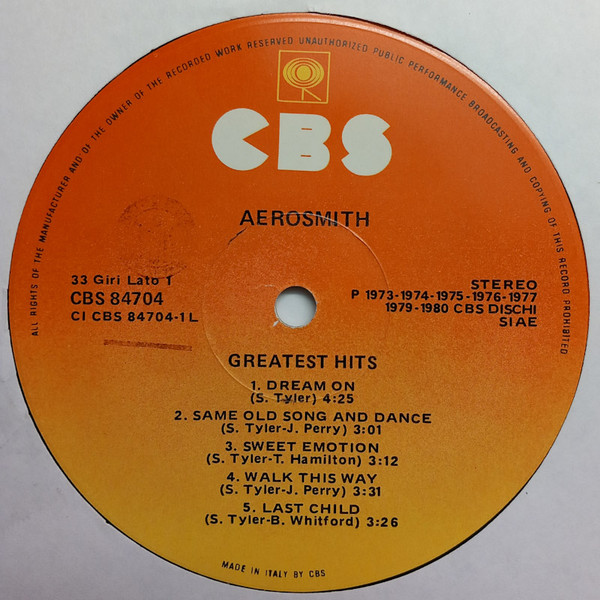 ALL RIGHTS OF THE MANUFACTURER AND OF THE OWNER OF THE RECORDED WORK RESERVED UNAUTHORIZED PUBLIC PERFORMANCE BROADCASTING AND COPYING OF THIS RECORD PROHIBITED
CBS
AEROSMITH
33 Giri Lato 1
CBS 84704
CI CBS 84704-1L
STEREO
P 1973-1974-1975-1976-1977
1979-1980 CBS DISCHI
SIAE
GREATEST HITS
1. DREAM ON
(S. Tyler) 4:25
2. SAME OLD SONG AND DANCE
(S. Tyler-J. Perry) 3:01
3. SWEET EMOTION
(S. Tyler-T. Hamilton) 3:12
4. WALK THIS WAY
(S. Tyler-J. Perry) 3:31
5. LAST CHILD
(S. Tyler-B. Whitford) 3:26
MADE IN ITALY BY CBS